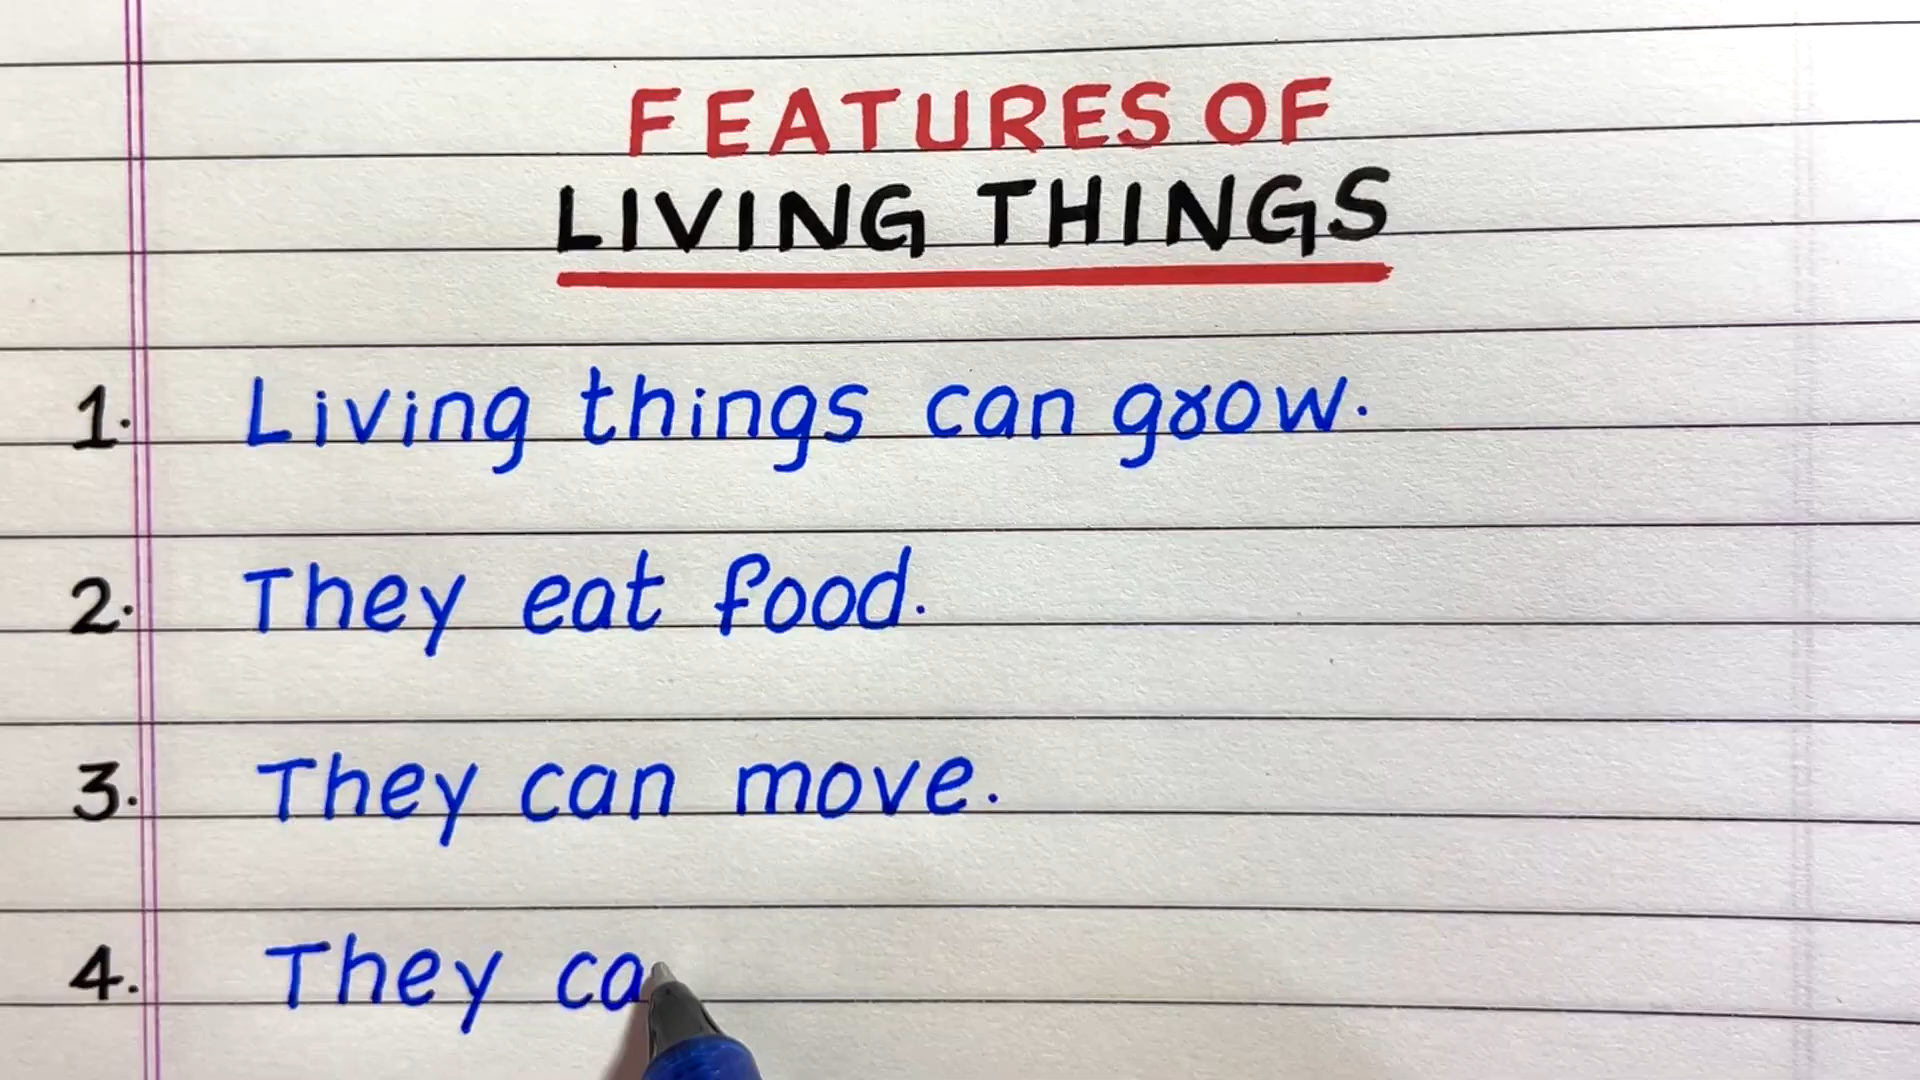 FEATURES OF
LIVING THINGS
1. Living things can grow.
2. They eat food.
3. They can move.
4. They ca